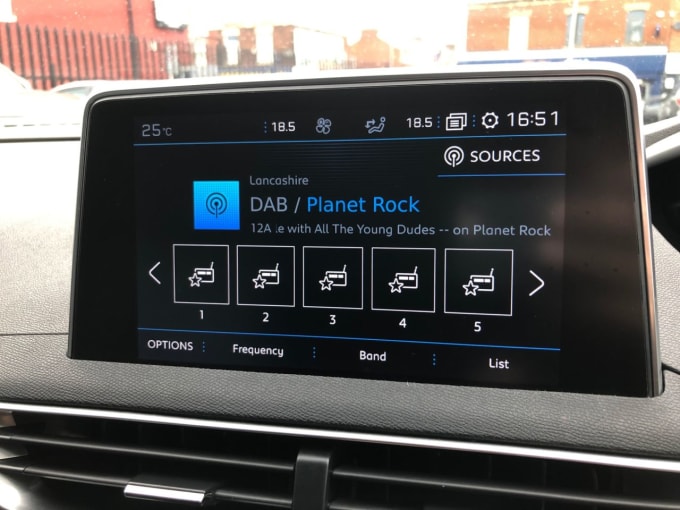 25°C 18.5 18.5 16:51
SOURCES
Lancashire
DAB / Planet Rock
12A .e with All The Young Dudes -- on Planet Rock
1 2 3 4 5
OPTIONS Frequency Band List